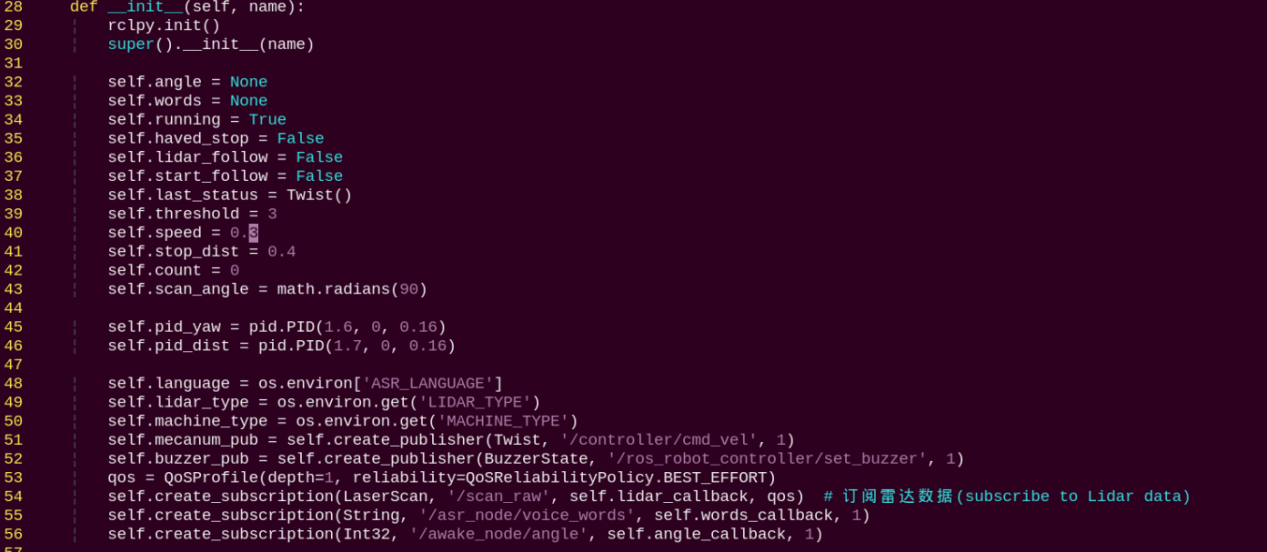 28 def __init__(self, name):
29 rclpy.init()
30 super().__init__(name)
31
32 self.angle = None
33 self.words = None
34 self.running = True
35 self.haved_stop = False
36 self.lidar_follow = False
37 self.start_follow = False
38 self.last_status = Twist()
39 self.threshold = 3
40 self.speed = 0.3
41 self.stop_dist = 0.4
42 self.count = 0
43 self.scan_angle = math.radians(90)
44
45 self.pid_yaw = pid.PID(1.6, 0, 0.16)
46 self.pid_dist = pid.PID(1.7, 0, 0.16)
47
48 self.language = os.environ['ASR_LANGUAGE']
49 self.lidar_type = os.environ.get('LIDAR_TYPE')
50 self.machine_type = os.environ.get('MACHINE_TYPE')
51 self.mecanum_pub = self.create_publisher(Twist, '/controller/cmd_vel', 1)
52 self.buzzer_pub = self.create_publisher(BuzzerState, '/ros_robot_controller/set_buzzer', 1)
53 qos = QoSProfile(depth=1, reliability=QoSReliabilityPolicy.BEST_EFFORT)
54 self.create_subscription(LaserScan, '/scan_raw', self.lidar_callback, qos)  # 订阅雷达数据(subscribe to Lidar data)
55 self.create_subscription(String, '/asr_node/voice_words', self.words_callback, 1)
56 self.create_subscription(Int32, '/awake_node/angle', self.angle_callback, 1)
57